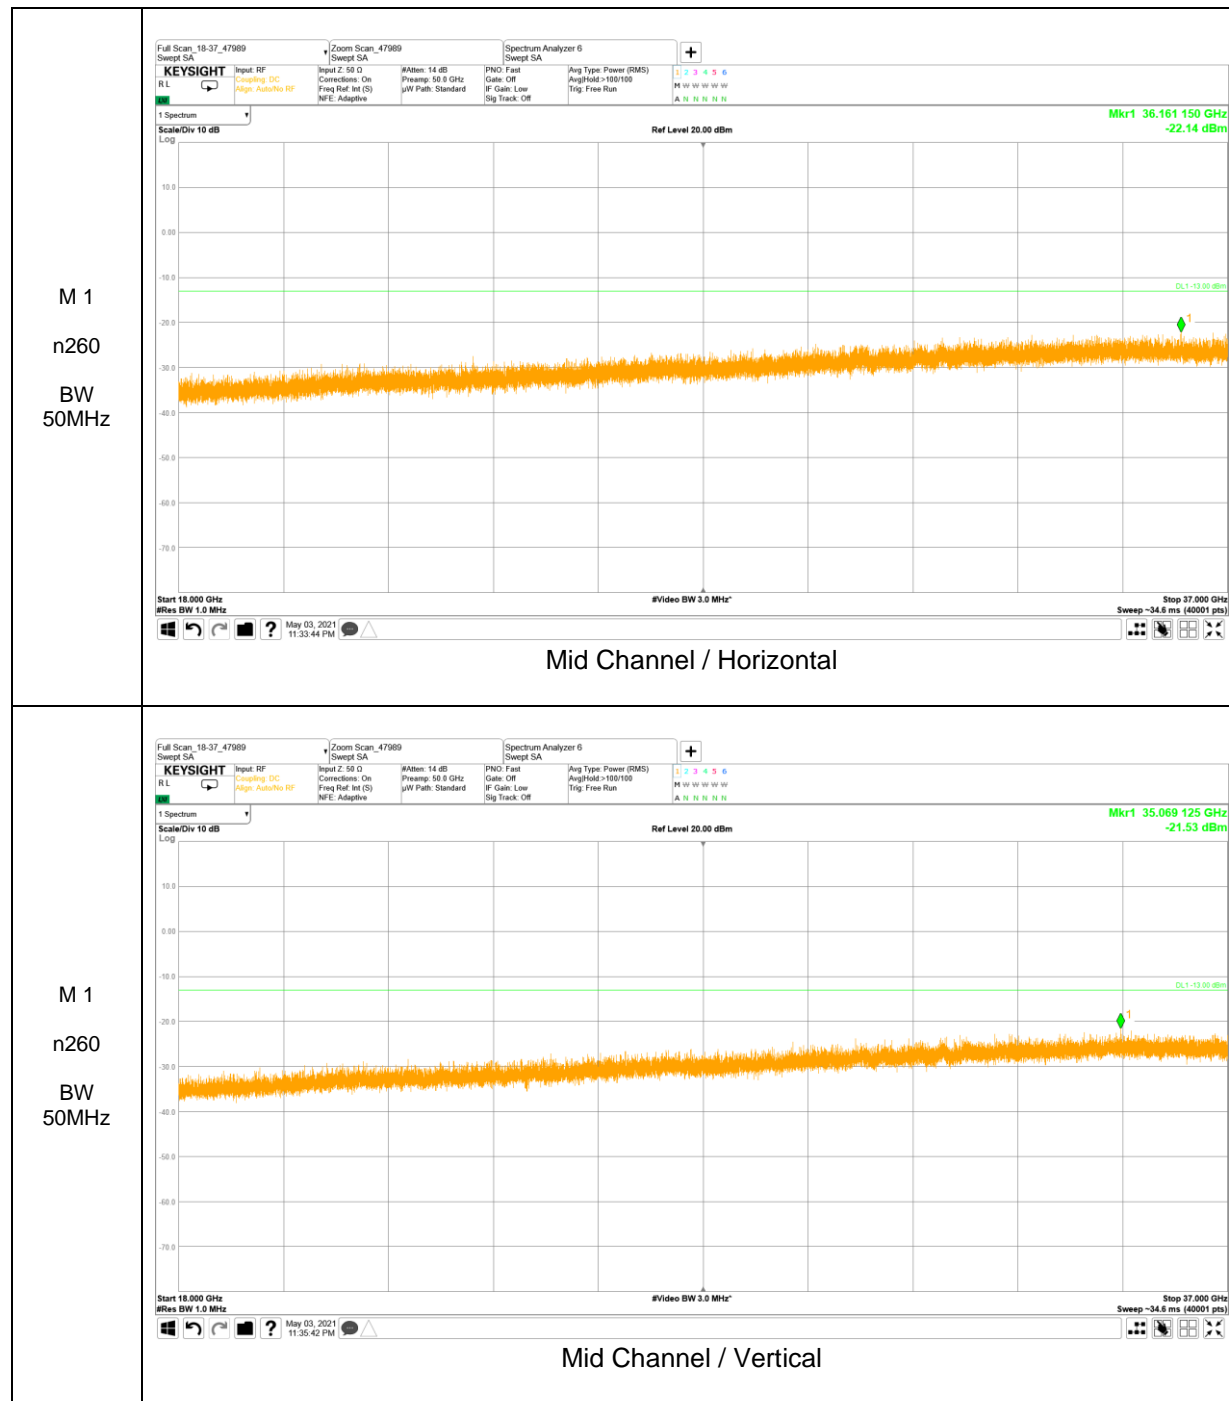 M 1
n260
BW
50MHz
Full Scan_18-37_47989
Swept SA
Zoom Scan_47989
Swept SA
Spectrum Analyzer 6
Swept SA
+
KEYSIGHT
R L
Input: RF
Coupling: DC
Align: Auto/No RF
Input Z: 50 Ω
Corrections: On
Freq Ref: Int (S)
NFE: Adaptive
#Atten: 14 dB
Preamp: 50.0 GHz
µW Path: Standard
PNO: Fast
Gate: Off
IF Gain: Low
Sig Track: Off
Avg Type: Power (RMS)
Avg|Hold:>100/100
Trig: Free Run
1 2 3 4 5 6
M W W W W W
A N N N N N
1 Spectrum
Scale/Div 10 dB
Log
Ref Level 20.00 dBm
Mkr1 36.161 150 GHz
-22.14 dBm
10.0
0.00
-10.0
DL1 -13.00 dBm
-20.0
1
-30.0
-40.0
-50.0
-60.0
-70.0
Start 18.000 GHz
#Res BW 1.0 MHz
#Video BW 3.0 MHz*
Stop 37.000 GHz
Sweep ~34.6 ms (40001 pts)
?
May 03, 2021
11:33:44 PM
Mid Channel / Horizontal
M 1
n260
BW
50MHz
Full Scan_18-37_47989
Swept SA
Zoom Scan_47989
Swept SA
Spectrum Analyzer 6
Swept SA
+
KEYSIGHT
R L
Input: RF
Coupling: DC
Align: Auto/No RF
Input Z: 50 Ω
Corrections: On
Freq Ref: Int (S)
NFE: Adaptive
#Atten: 14 dB
Preamp: 50.0 GHz
µW Path: Standard
PNO: Fast
Gate: Off
IF Gain: Low
Sig Track: Off
Avg Type: Power (RMS)
Avg|Hold:>100/100
Trig: Free Run
1 2 3 4 5 6
M W W W W W
A N N N N N
1 Spectrum
Scale/Div 10 dB
Log
Ref Level 20.00 dBm
Mkr1 35.069 125 GHz
-21.53 dBm
10.0
0.00
-10.0
DL1 -13.00 dBm
-20.0
1
-30.0
-40.0
-50.0
-60.0
-70.0
Start 18.000 GHz
#Res BW 1.0 MHz
#Video BW 3.0 MHz*
Stop 37.000 GHz
Sweep ~34.6 ms (40001 pts)
?
May 03, 2021
11:35:42 PM
Mid Channel / Vertical